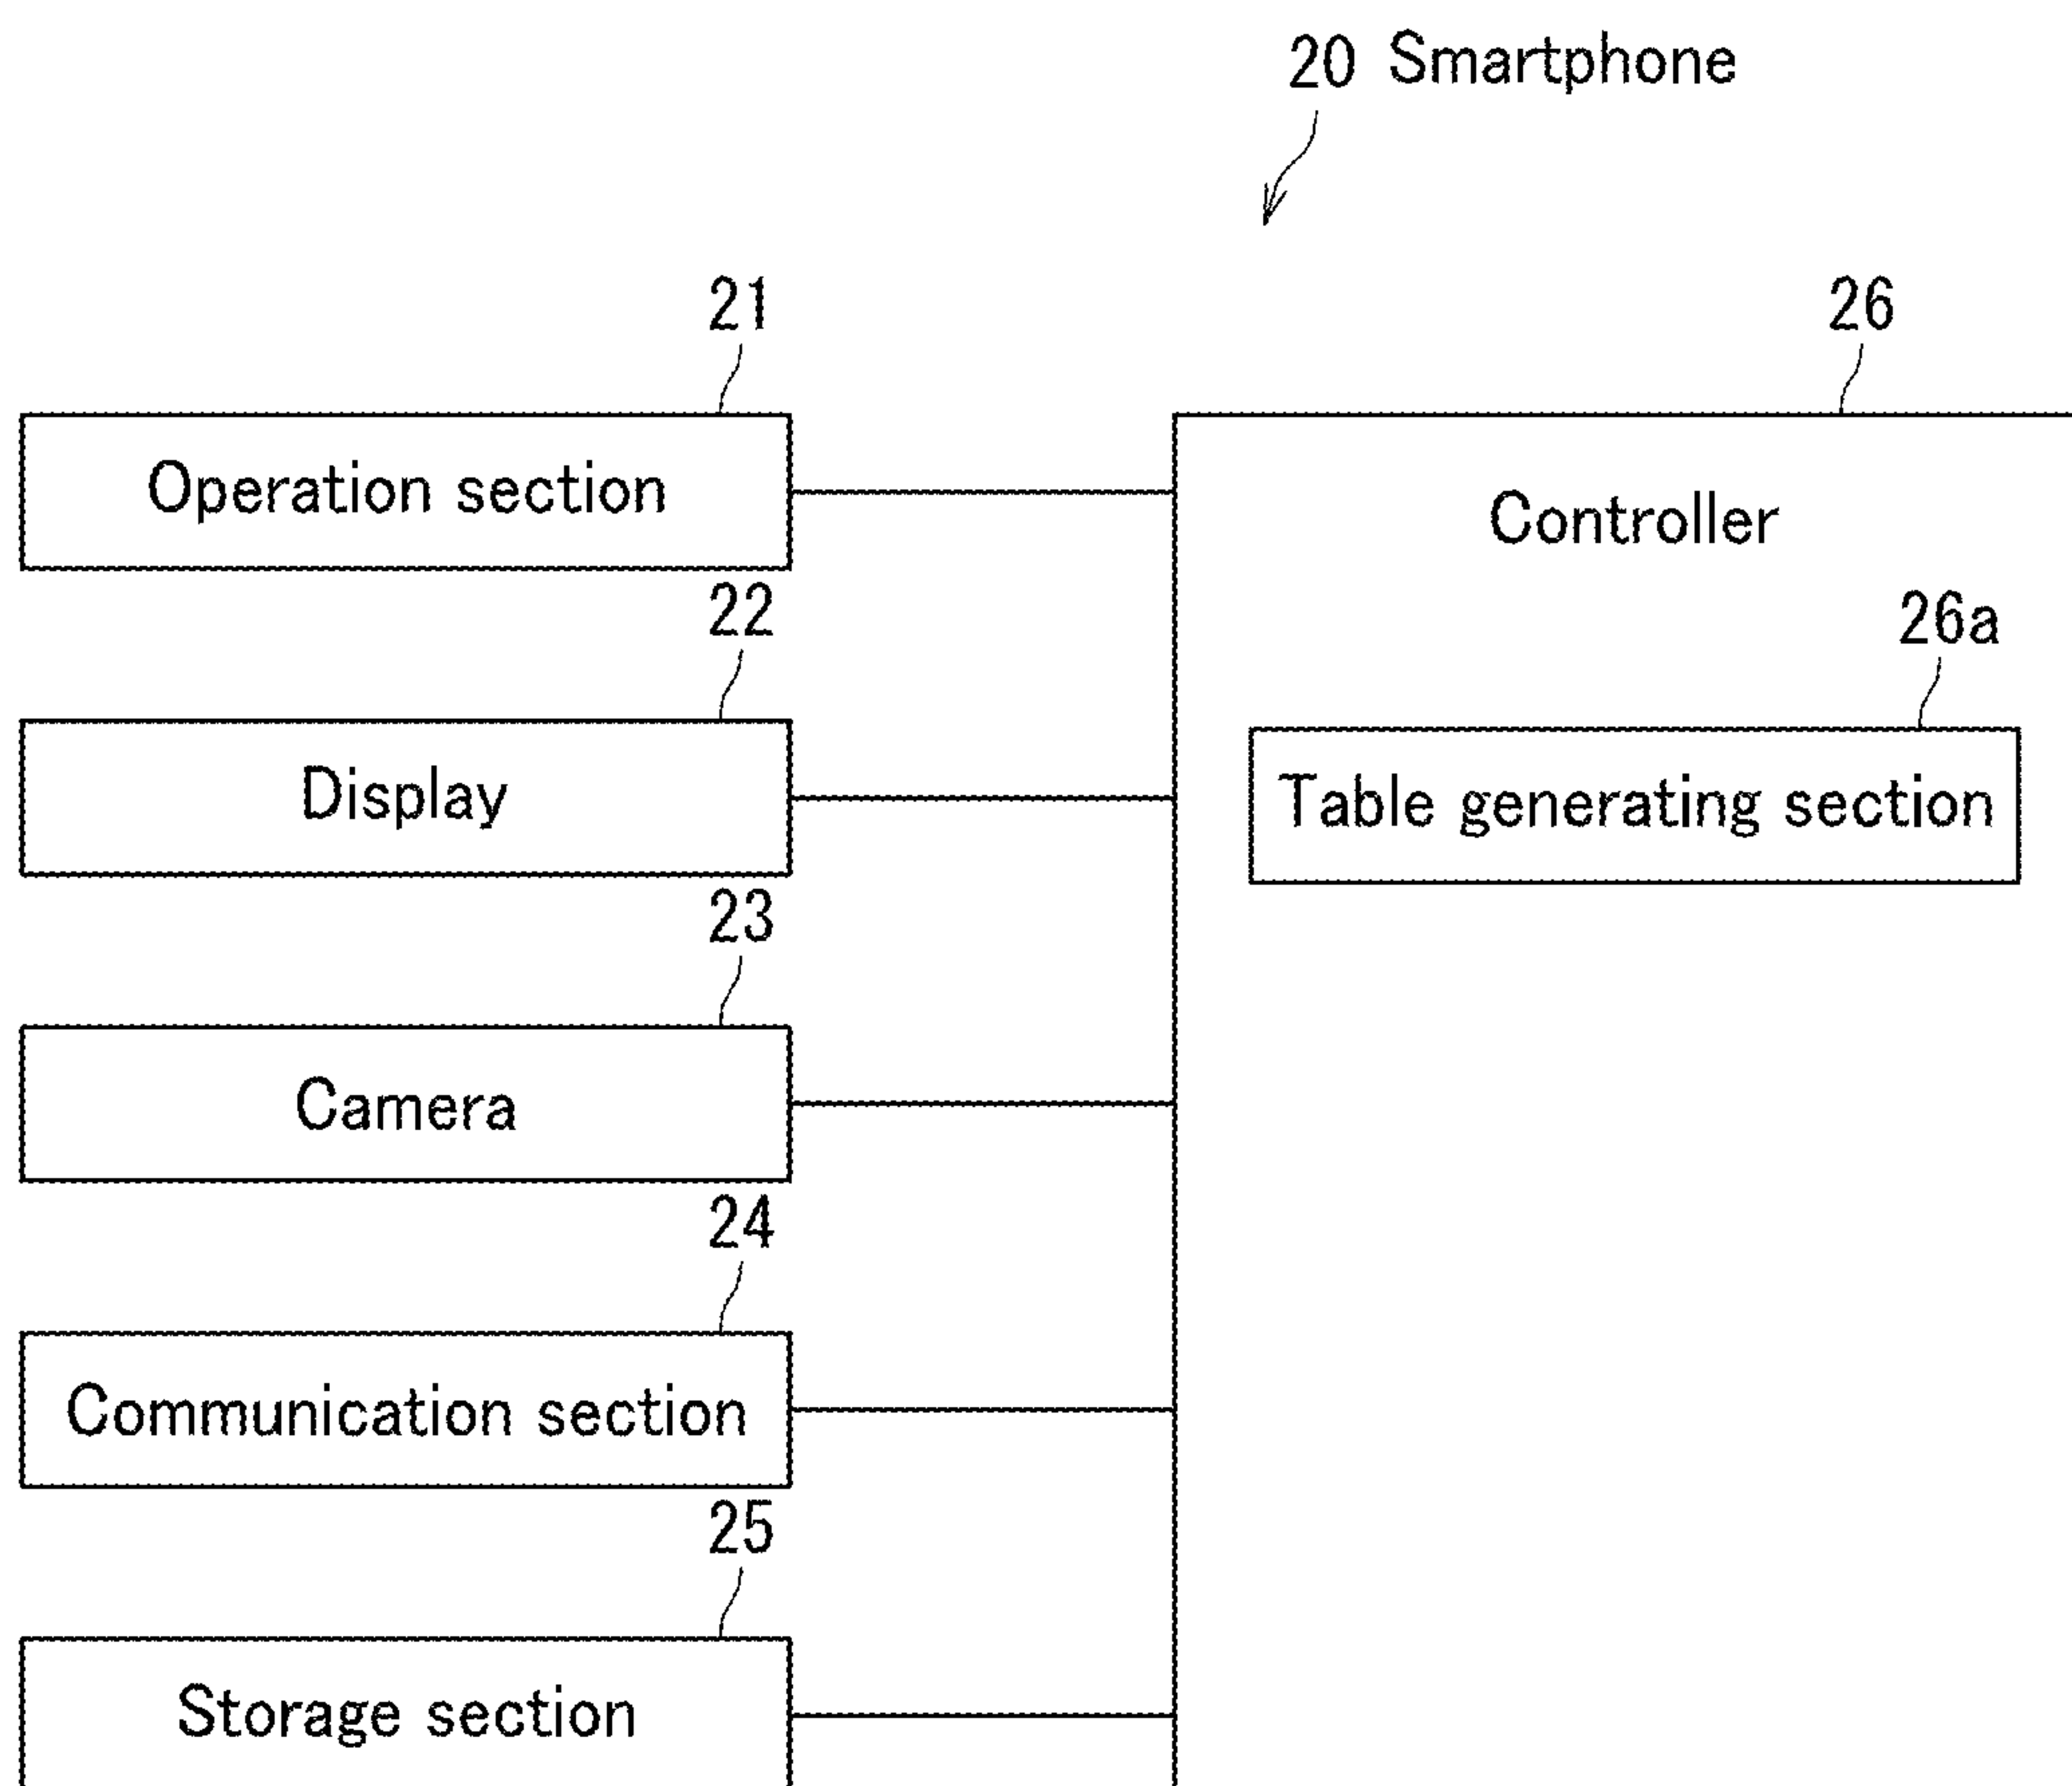 20 Smartphone
21
26
Operation section
Controller
22
26a
Display
Table generating section
23
Camera
24
Communication section
25
Storage section